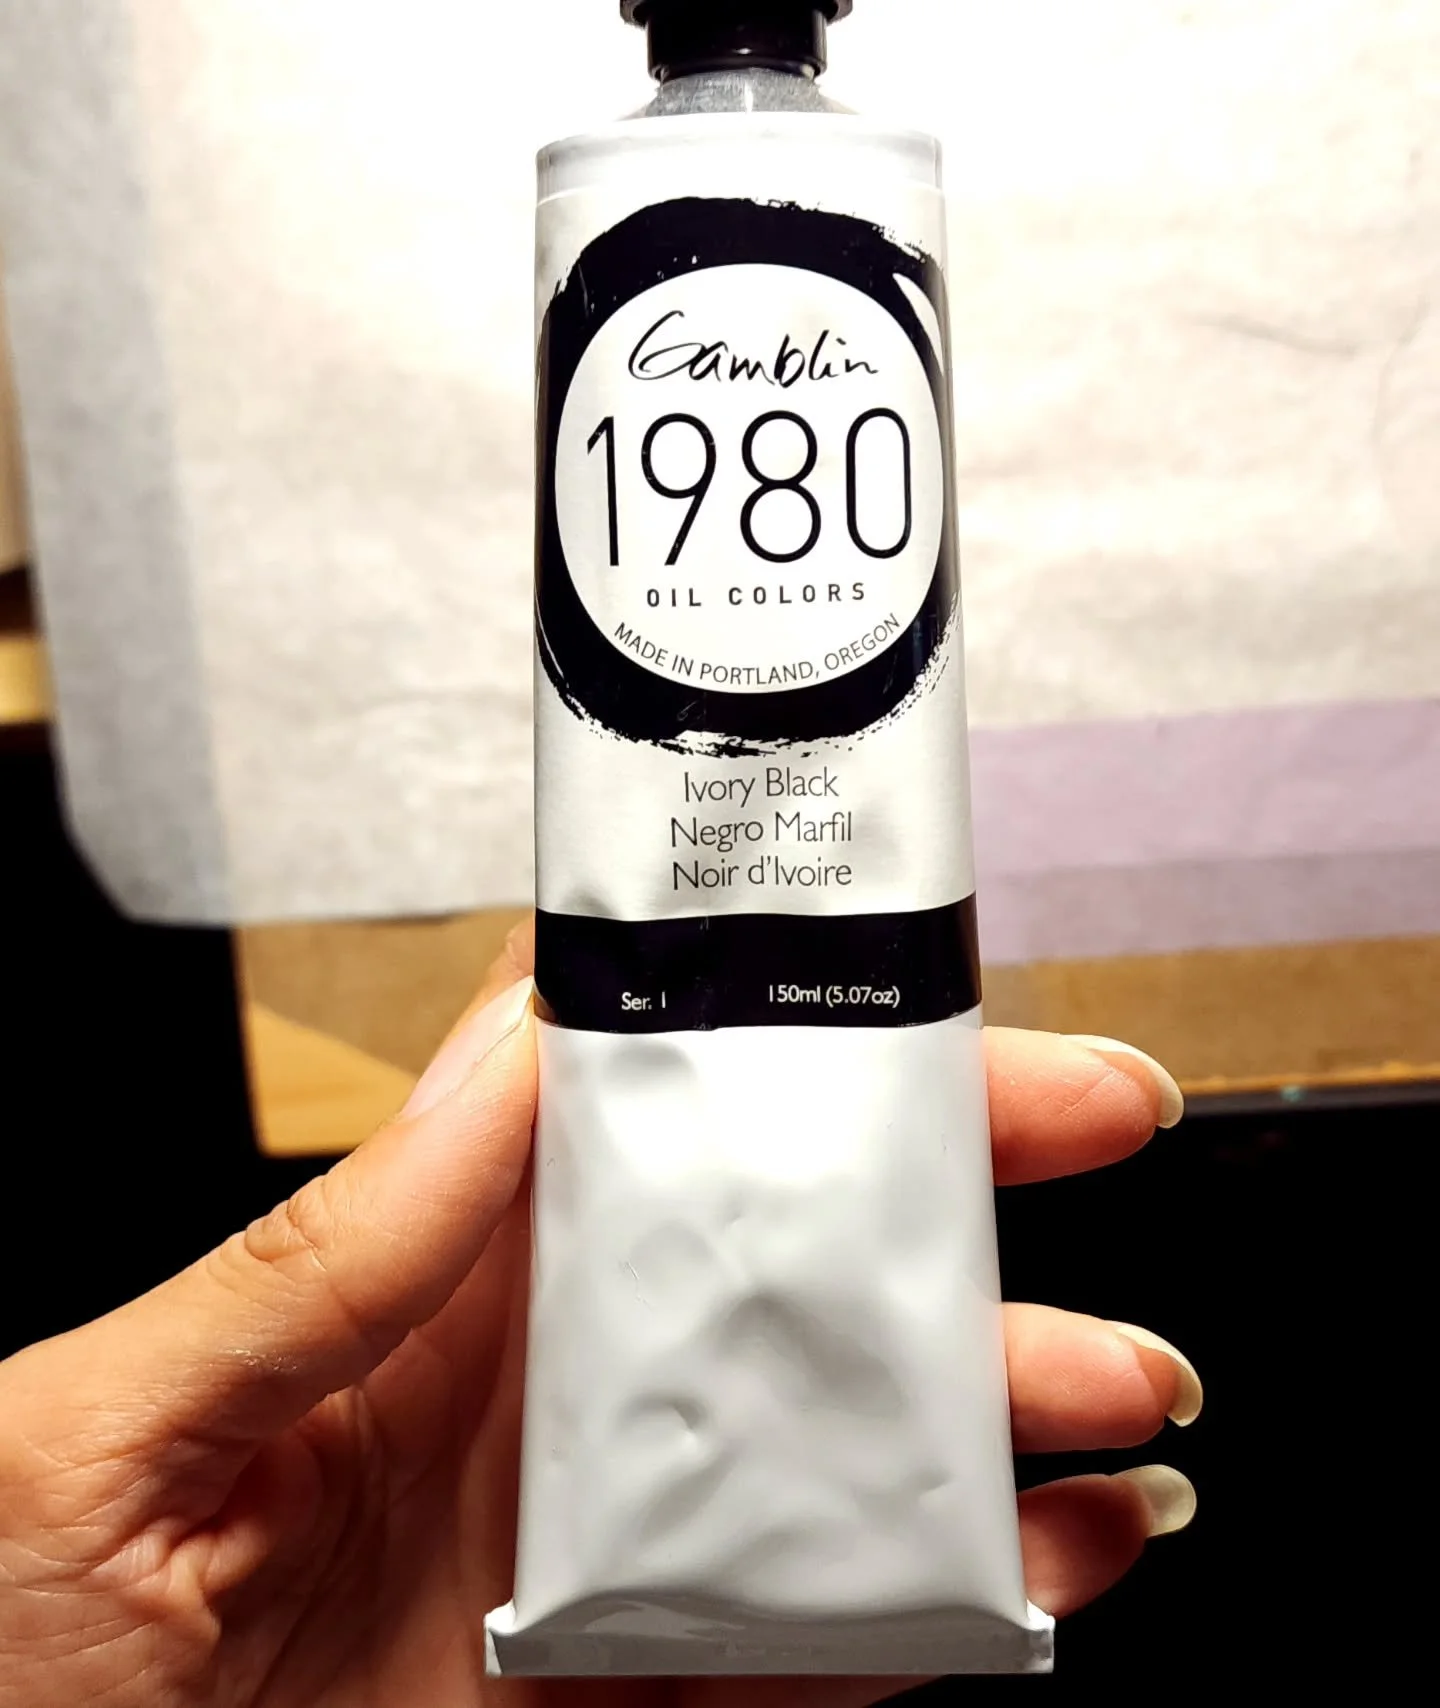 Gamblin
1980
OIL COLORS
MADE IN PORTLAND, OREGON
Ivory Black
Negro Marfil
Noir d'Ivoire
Ser. 1 150ml (5.07oz)